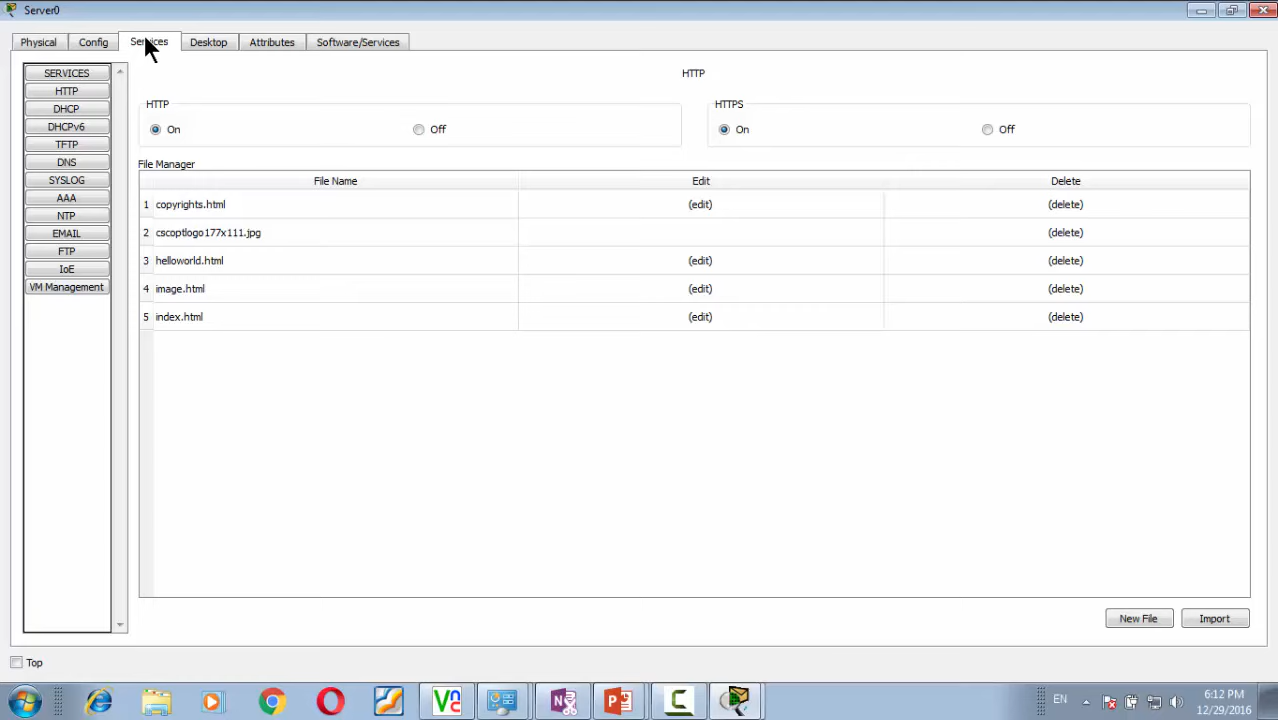 Server0
Physical Config Services Desktop Attributes Software/Services
SERVICES
HTTP
DHCP
DHCPv6
TFTP
DNS
SYSLOG
AAA
NTP
EMAIL
FTP
IoE
VM Management
HTTP
HTTP
On Off
HTTPS
On Off
File Manager
File Name Edit Delete
1 copyrights.html (edit) (delete)
2 cscoptlogo177x111.jpg (delete)
3 helloworld.html (edit) (delete)
4 image.html (edit) (delete)
5 index.html (edit) (delete)
New File Import
Top
EN
6:12 PM
12/29/2016